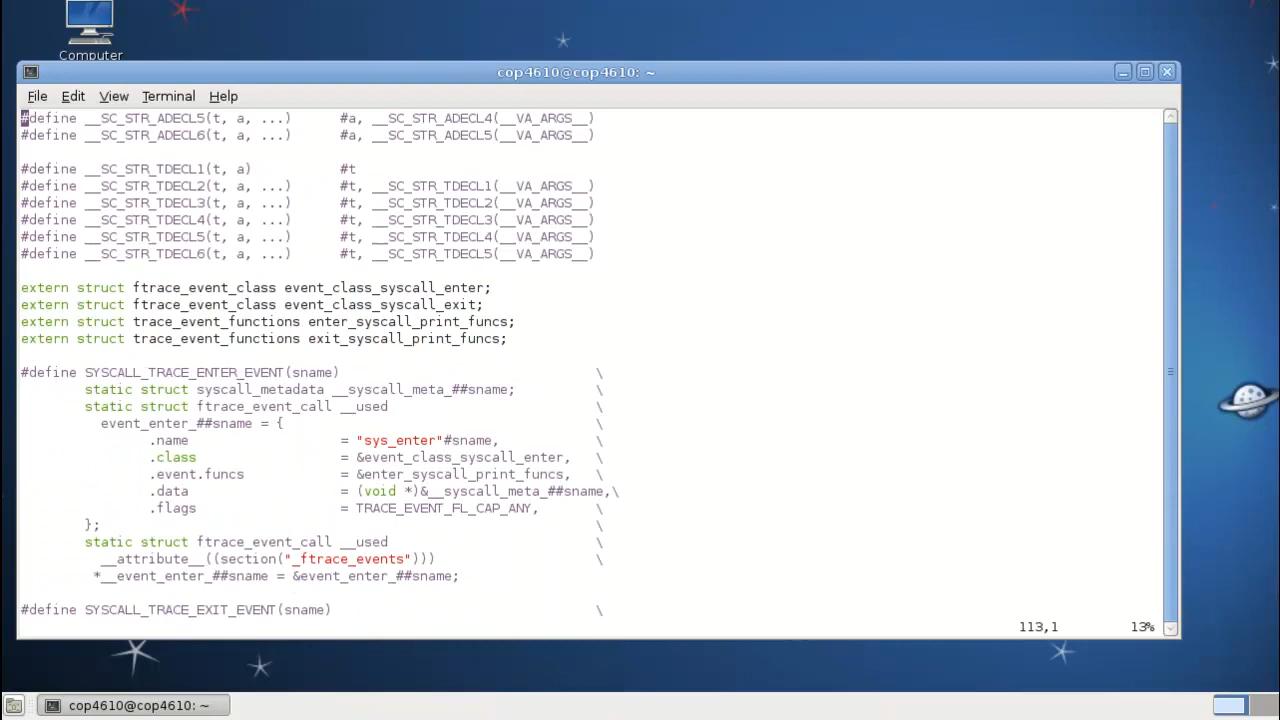 Computer
cop4610@cop4610: ~
File Edit View Terminal Help
#define __SC_STR_ADECL5(t, a, ...)      #a, __SC_STR_ADECL4(__VA_ARGS__)
#define __SC_STR_ADECL6(t, a, ...)      #a, __SC_STR_ADECL5(__VA_ARGS__)
#define __SC_STR_TDECL1(t, a)           #t
#define __SC_STR_TDECL2(t, a, ...)      #t, __SC_STR_TDECL1(__VA_ARGS__)
#define __SC_STR_TDECL3(t, a, ...)      #t, __SC_STR_TDECL2(__VA_ARGS__)
#define __SC_STR_TDECL4(t, a, ...)      #t, __SC_STR_TDECL3(__VA_ARGS__)
#define __SC_STR_TDECL5(t, a, ...)      #t, __SC_STR_TDECL4(__VA_ARGS__)
#define __SC_STR_TDECL6(t, a, ...)      #t, __SC_STR_TDECL5(__VA_ARGS__)
extern struct ftrace_event_class event_class_syscall_enter;
extern struct ftrace_event_class event_class_syscall_exit;
extern struct trace_event_functions enter_syscall_print_funcs;
extern struct trace_event_functions exit_syscall_print_funcs;
#define SYSCALL_TRACE_ENTER_EVENT(sname)                                \
        static struct syscall_metadata __syscall_meta_##sname;          \
        static struct ftrace_event_call __used                          \
          event_enter_##sname = {                                       \
                .name                   = "sys_enter"#sname,            \
                .class                  = &event_class_syscall_enter,   \
                .event.funcs            = &enter_syscall_print_funcs,   \
                .data                   = (void *)&__syscall_meta_##sname,\
                .flags                  = TRACE_EVENT_FL_CAP_ANY,       \
        };                                                              \
        static struct ftrace_event_call __used                          \
          __attribute__((section("_ftrace_events")))                    \
         *__event_enter_##sname = &event_enter_##sname;
#define SYSCALL_TRACE_EXIT_EVENT(sname)                                 \
113,1         13%
cop4610@cop4610: ~